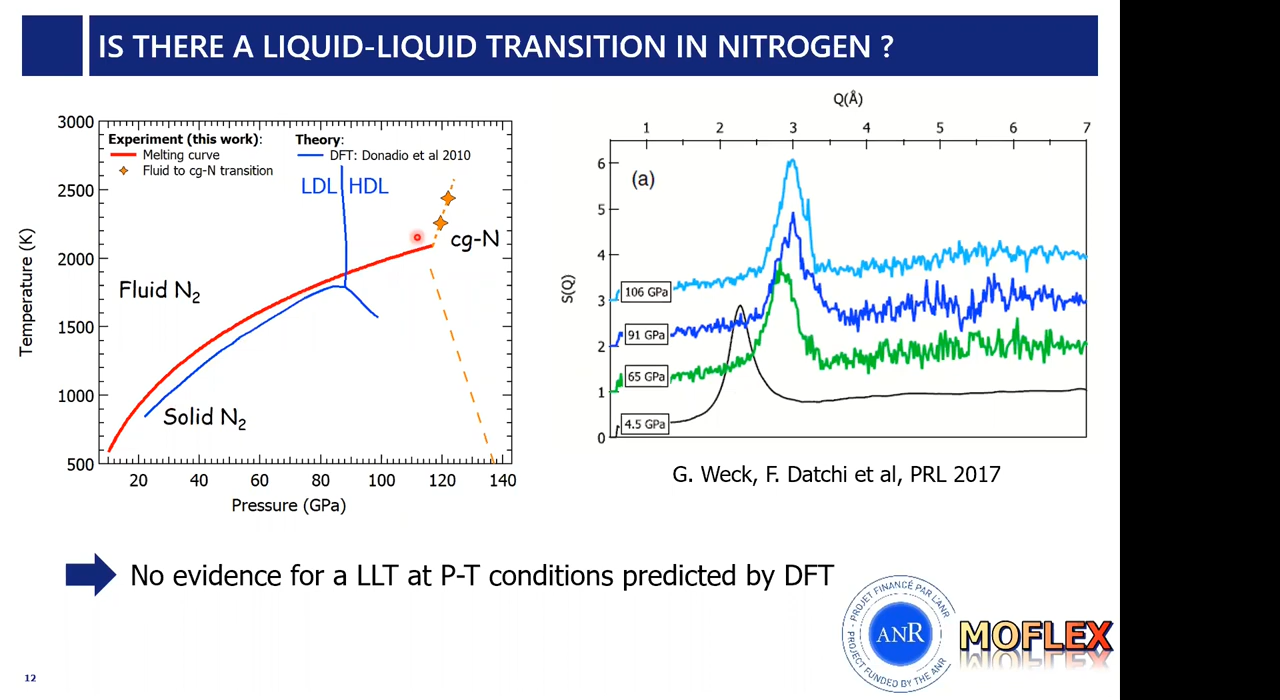 IS THERE A LIQUID-LIQUID TRANSITION IN NITROGEN ?
Experiment (this work):
Melting curve
Fluid to cg-N transition
Theory:
DFT: Donadio et al 2010
LDL HDL
cg-N
Fluid N₂
Solid N₂
3000
2500
2000
1500
1000
500
Temperature (K)
20 40 60 80 100 120 140
Pressure (GPa)
Q(Å)
1 2 3 4 5 6 7
(a)
6
5
4
3
2
1
0
S(Q)
106 GPa
91 GPa
65 GPa
4.5 GPa
G. Weck, F. Datchi et al, PRL 2017
No evidence for a LLT at P-T conditions predicted by DFT
- PROJET FINANCÉ PAR L'ANR -
ANR
PROJECT FUNDED BY THE ANR
MOFLEX
12